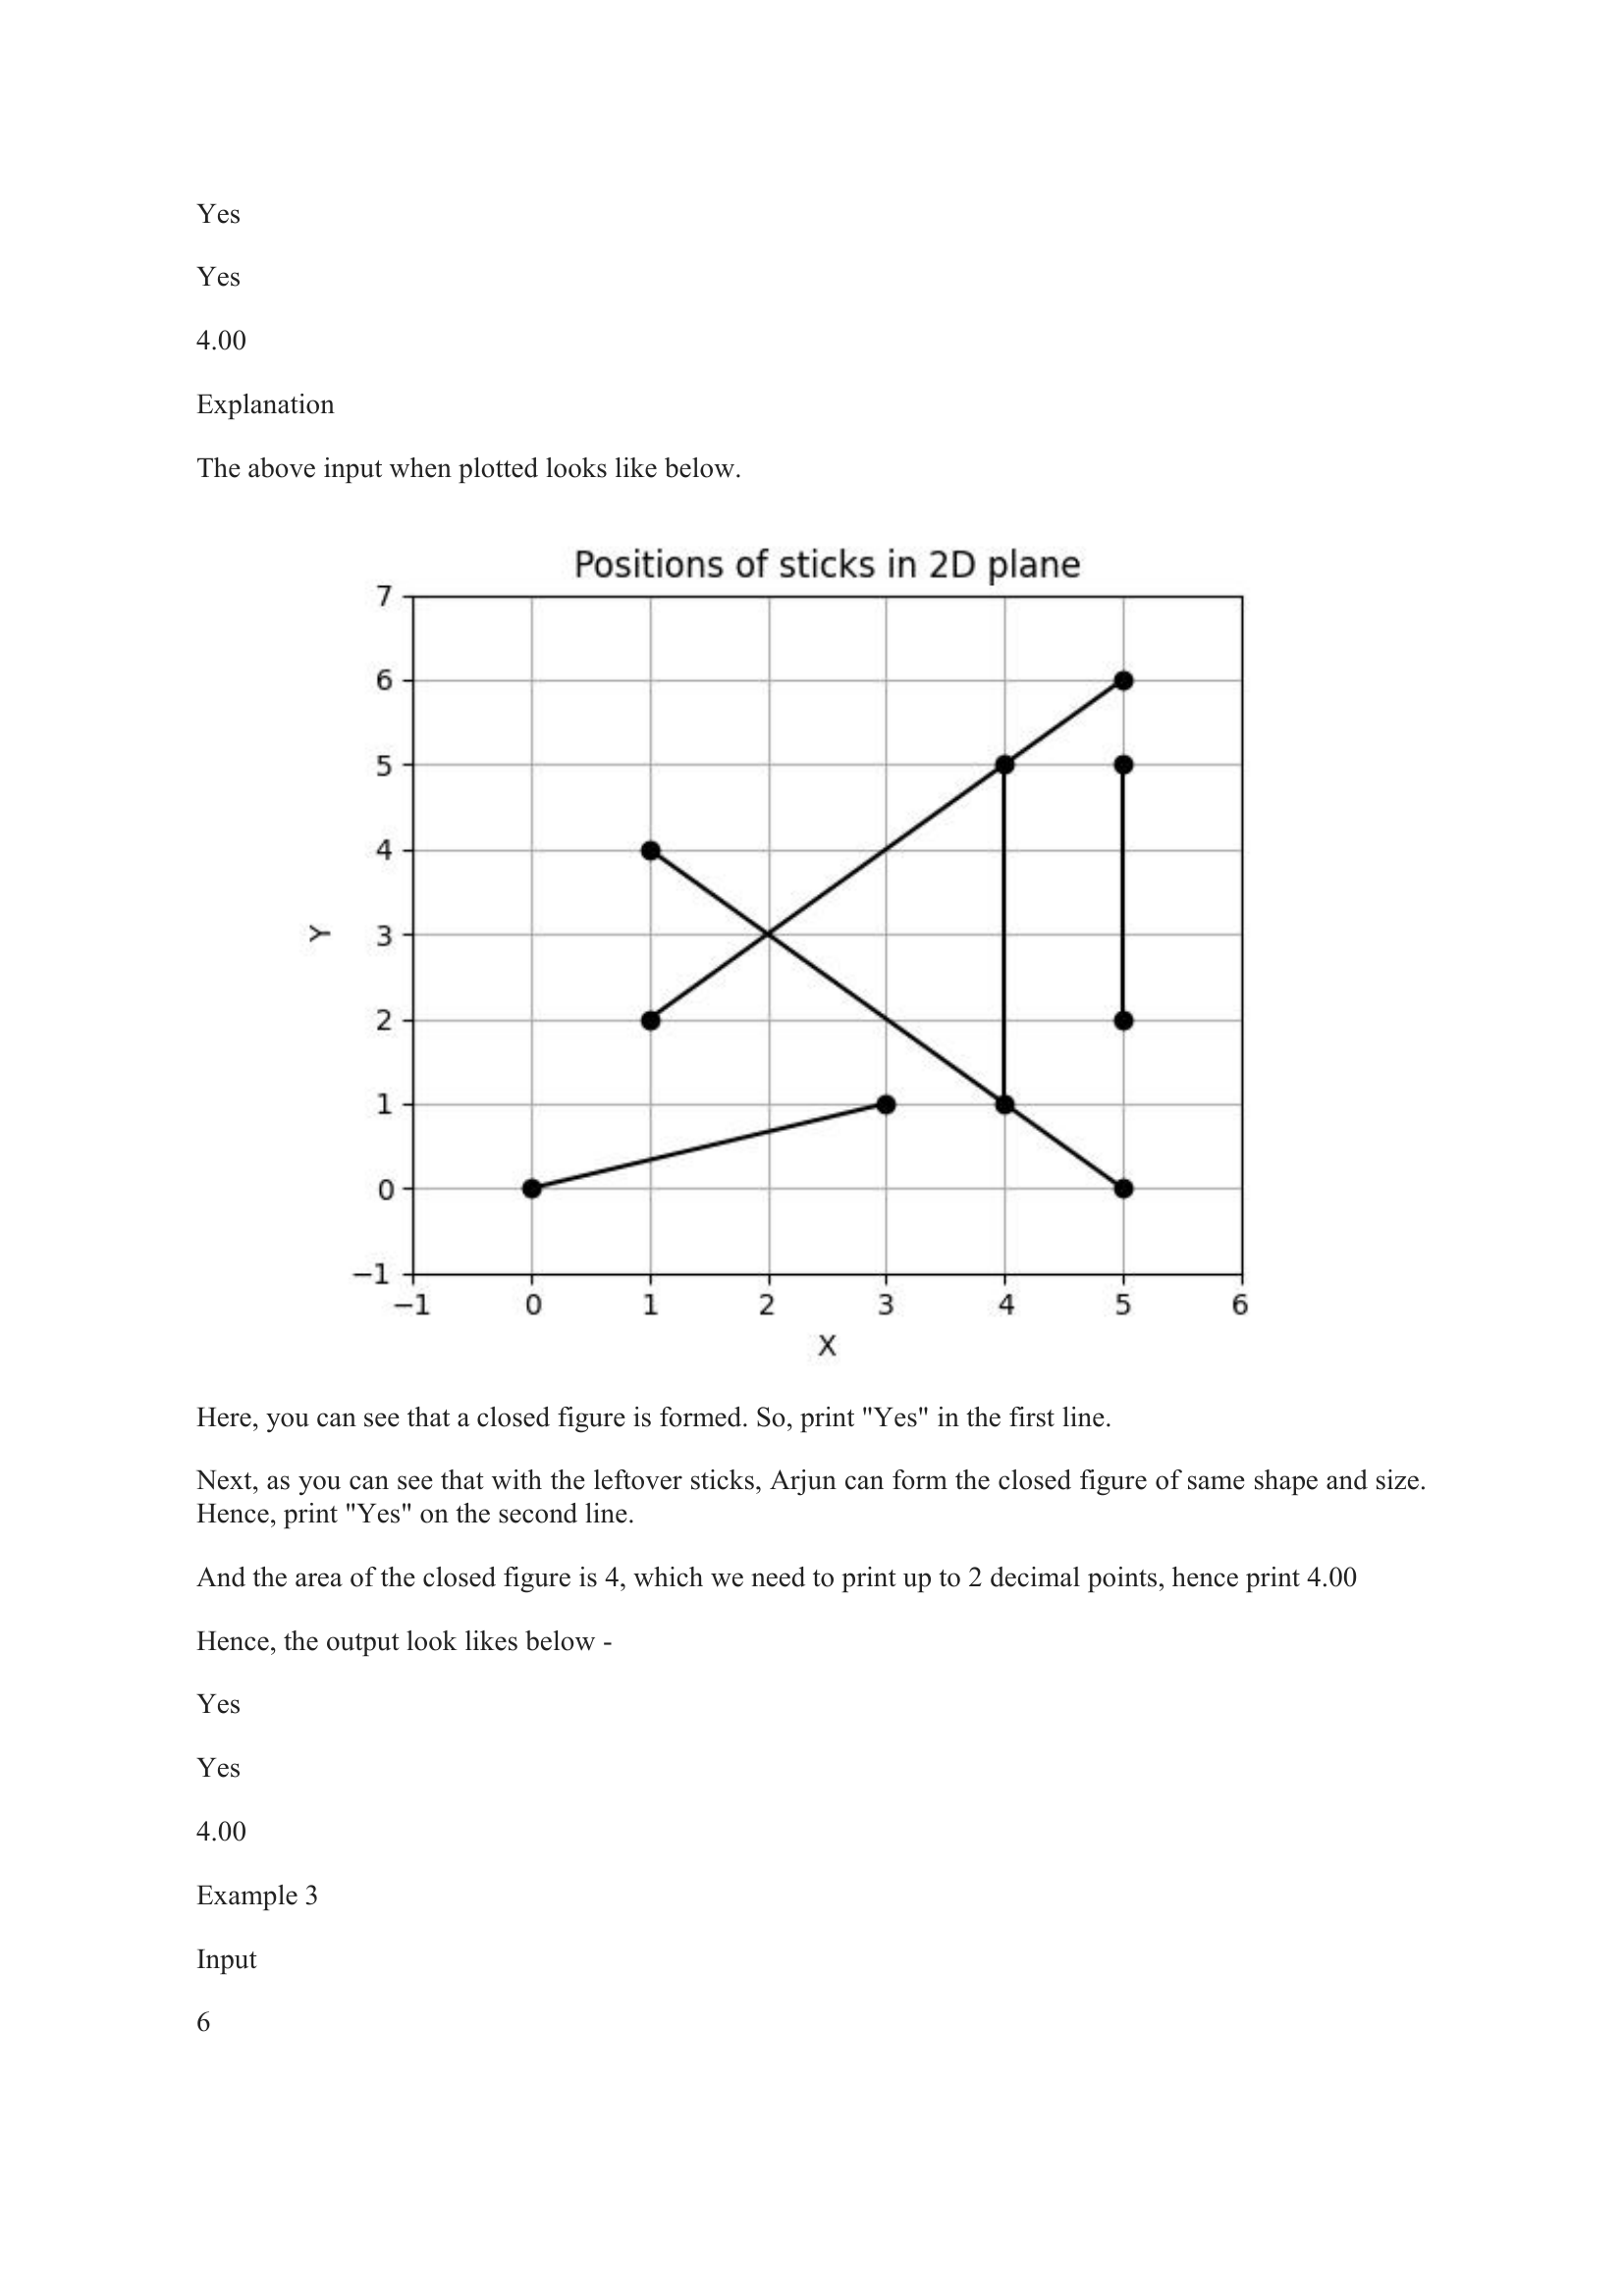 Yes
Yes
4.00
Explanation
The above input when plotted looks like below.
Positions of sticks in 2D plane
7
6
5
4
3
2
1
0
−1
Y
−1 0 1 2 3 4 5 6
X
Here, you can see that a closed figure is formed. So, print "Yes" in the first line.
Next, as you can see that with the leftover sticks, Arjun can form the closed figure of same shape and size.
Hence, print "Yes" on the second line.
And the area of the closed figure is 4, which we need to print up to 2 decimal points, hence print 4.00
Hence, the output look likes below -
Yes
Yes
4.00
Example 3
Input
6